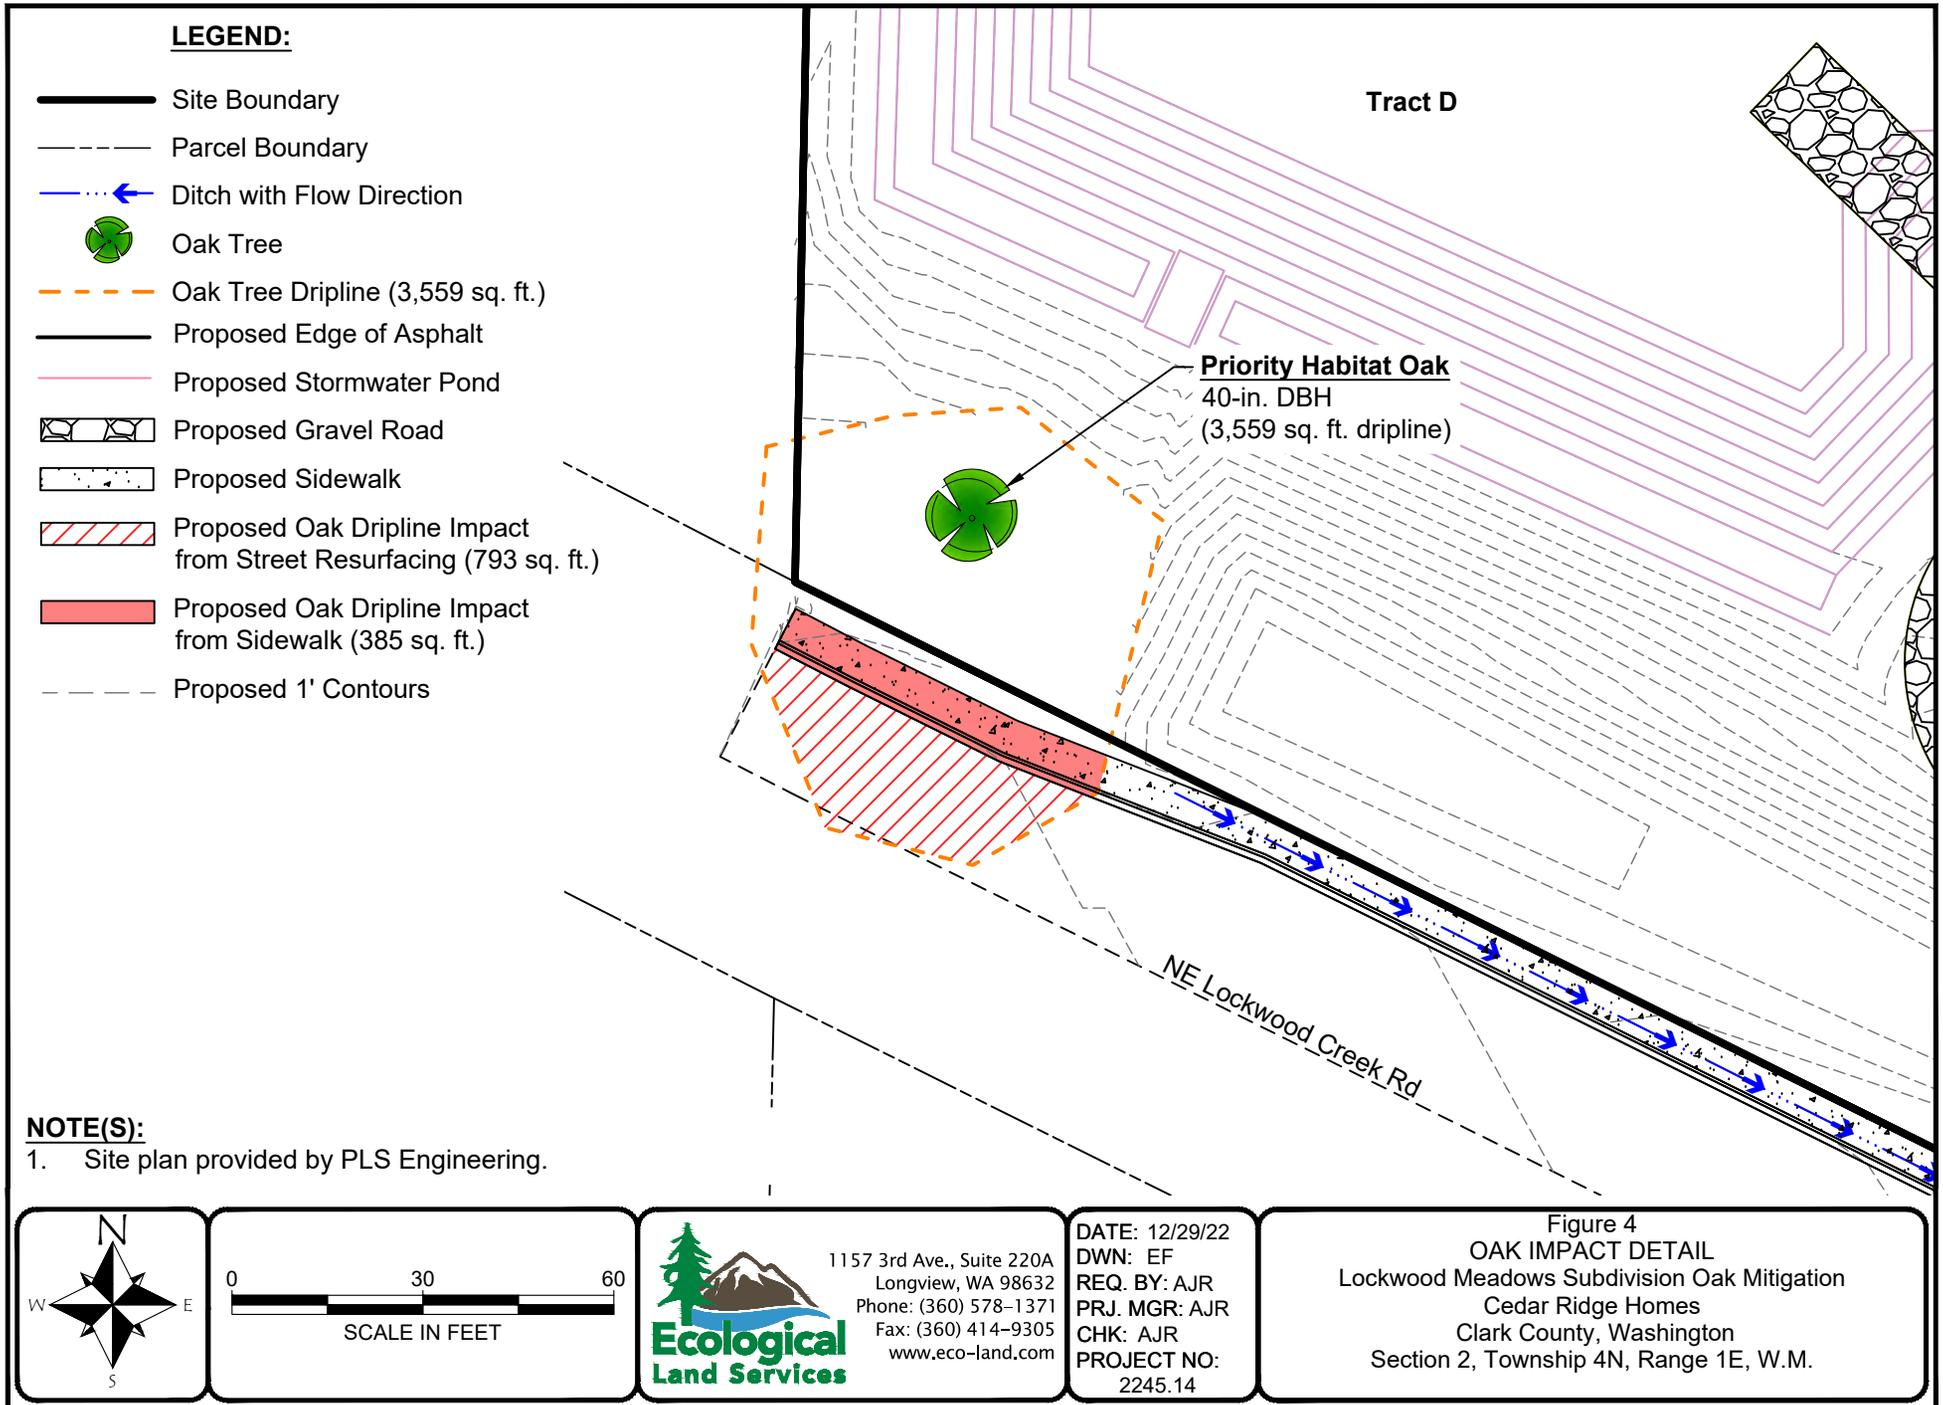 LEGEND:
Site Boundary
Parcel Boundary
Ditch with Flow Direction
Oak Tree
Oak Tree Dripline (3,559 sq. ft.)
Proposed Edge of Asphalt
Proposed Stormwater Pond
Proposed Gravel Road
Proposed Sidewalk
Proposed Oak Dripline Impact
from Street Resurfacing (793 sq. ft.)
Proposed Oak Dripline Impact
from Sidewalk (385 sq. ft.)
Proposed 1' Contours
Tract D
Priority Habitat Oak
40-in. DBH
(3,559 sq. ft. dripline)
NE Lockwood Creek Rd
NOTE(S):
1. Site plan provided by PLS Engineering.
N
W E
S
0 30 60
SCALE IN FEET
Ecological
Land Services
1157 3rd Ave., Suite 220A
Longview, WA 98632
Phone: (360) 578-1371
Fax: (360) 414-9305
www.eco-land.com
DATE: 12/29/22
DWN: EF
REQ. BY: AJR
PRJ. MGR: AJR
CHK: AJR
PROJECT NO:
2245.14
Figure 4
OAK IMPACT DETAIL
Lockwood Meadows Subdivision Oak Mitigation
Cedar Ridge Homes
Clark County, Washington
Section 2, Township 4N, Range 1E, W.M.